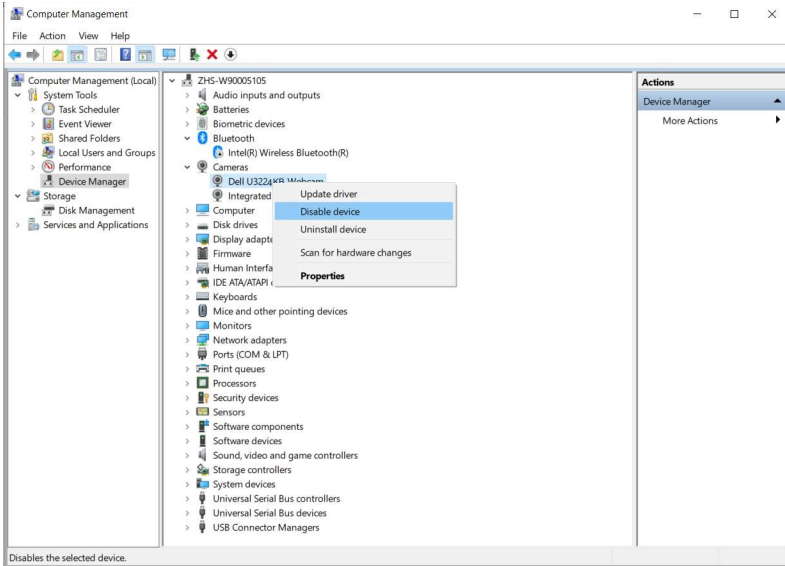 Computer Management
File Action View Help
Computer Management (Local)
System Tools
Task Scheduler
Event Viewer
Shared Folders
Local Users and Groups
Performance
Device Manager
Storage
Disk Management
Services and Applications
ZHS-W90005105
Audio inputs and outputs
Batteries
Biometric devices
Bluetooth
Intel(R) Wireless Bluetooth(R)
Cameras
Dell U3224KB Webcam
Integrated
Computer
Disk drives
Display adapte
Firmware
Human Interfa
IDE ATA/ATAPI
Keyboards
Mice and other pointing devices
Monitors
Network adapters
Ports (COM & LPT)
Print queues
Processors
Security devices
Sensors
Software components
Software devices
Sound, video and game controllers
Storage controllers
System devices
Universal Serial Bus controllers
Universal Serial Bus devices
USB Connector Managers
Update driver
Disable device
Uninstall device
Scan for hardware changes
Properties
Actions
Device Manager
More Actions
Disables the selected device.